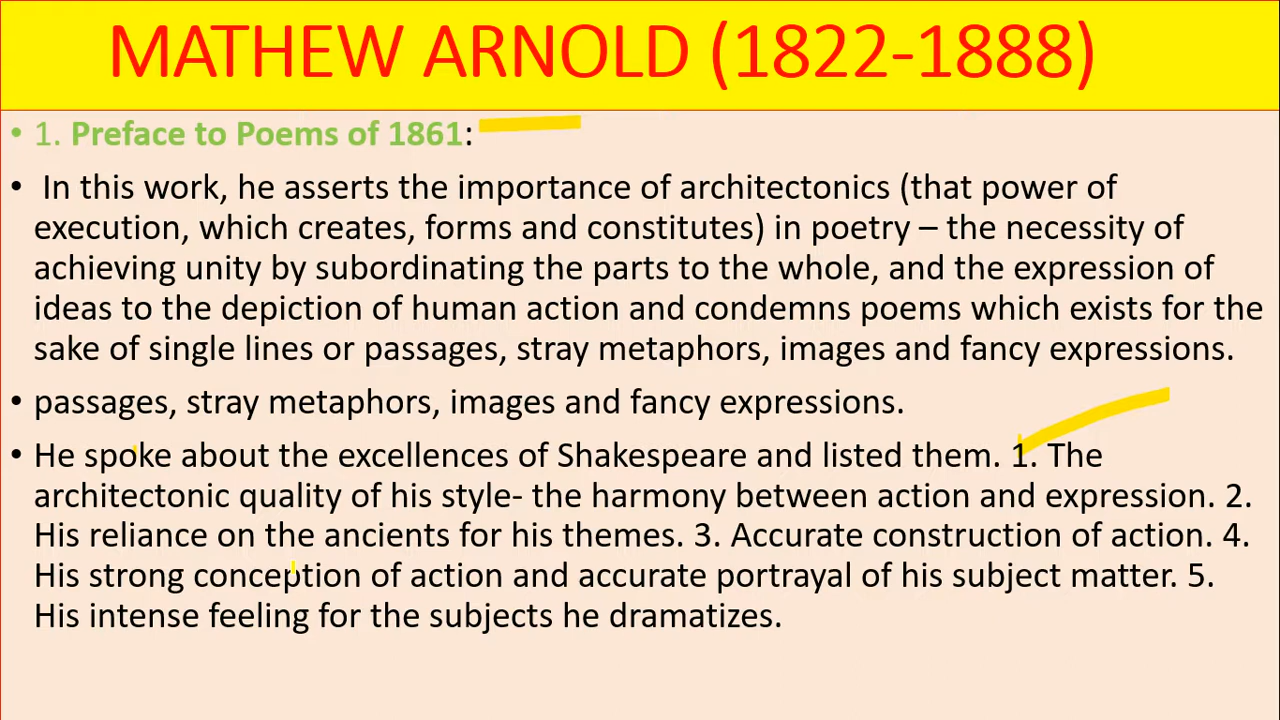 MATHEW ARNOLD (1822-1888)
• 1. Preface to Poems of 1861:
• In this work, he asserts the importance of architectonics (that power of
execution, which creates, forms and constitutes) in poetry – the necessity of
achieving unity by subordinating the parts to the whole, and the expression of
ideas to the depiction of human action and condemns poems which exists for the
sake of single lines or passages, stray metaphors, images and fancy expressions.
• passages, stray metaphors, images and fancy expressions.
• He spoke about the excellences of Shakespeare and listed them. 1. The
architectonic quality of his style- the harmony between action and expression. 2.
His reliance on the ancients for his themes. 3. Accurate construction of action. 4.
His strong conception of action and accurate portrayal of his subject matter. 5.
His intense feeling for the subjects he dramatizes.